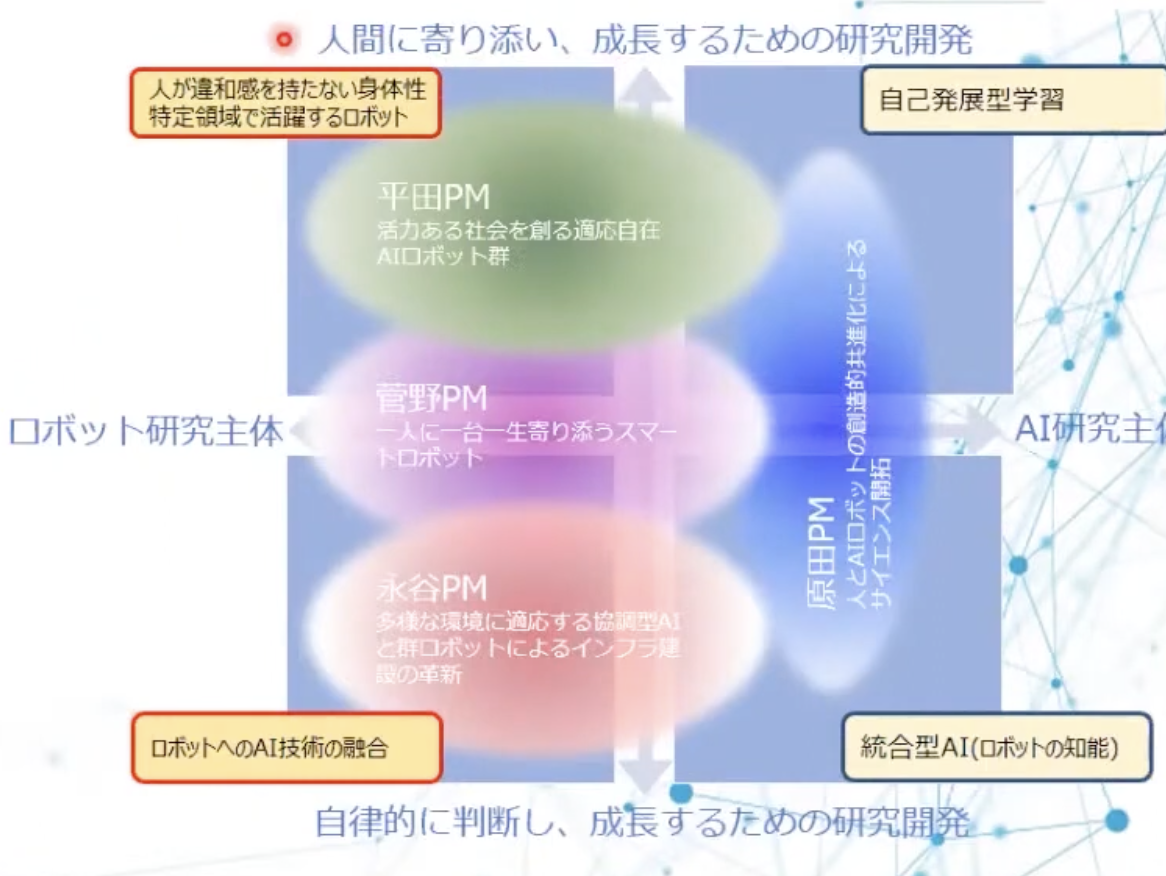 人間に寄り添い、成長するための研究開発
人が違和感を持たない身体性
特定領域で活躍するロボット
自己発展型学習
平田PM
活力ある社会を創る適応自在
AIロボット群
菅野PM
一人に一台一生寄り添うスマー
トロボット
ロボット研究主体
AI研究主
原田PM
人とAIロボットの創造的共進化による
サイエンス開拓
永谷PM
多様な環境に適応する協調型AI
と群ロボットによるインフラ建
設の革新
ロボットへのAI技術の融合
統合型AI(ロボットの知能)
自律的に判断し、成長するための研究開発